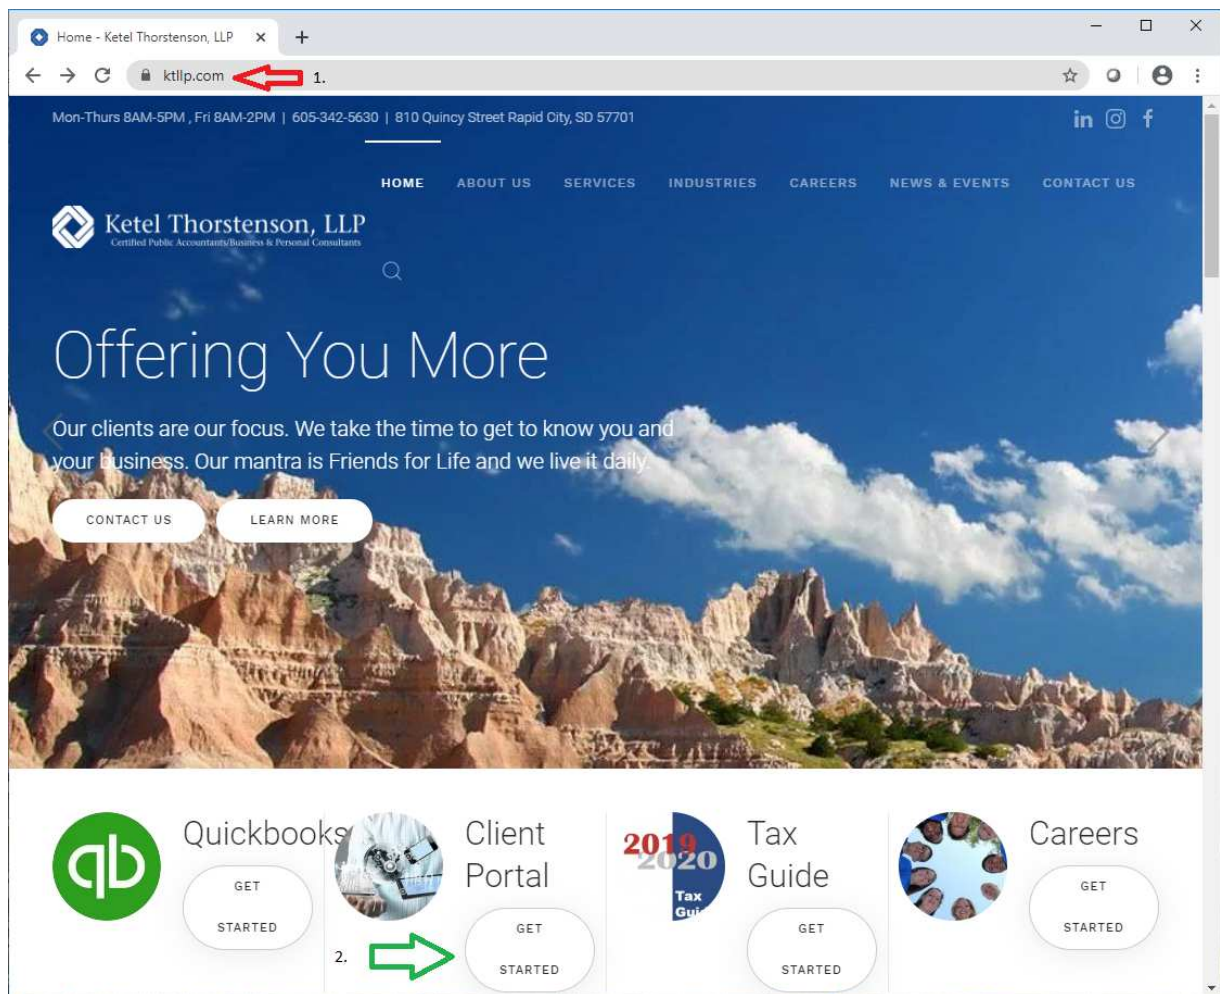 Home - Ketel Thorstenson, LLP
ktllp.com
1.
Mon-Thurs 8AM-5PM , Fri 8AM-2PM | 605-342-5630 | 810 Quincy Street Rapid City, SD 57701
in f
HOME ABOUT US SERVICES INDUSTRIES CAREERS NEWS & EVENTS CONTACT US
Ketel Thorstenson, LLP
Certified Public Accountants/Business & Personal Consultants
Offering You More
Our clients are our focus. We take the time to get to know you and
your business. Our mantra is Friends for Life and we live it daily.
CONTACT US LEARN MORE
qb
Quickbooks
GET
STARTED
Client
Portal
2.
GET
STARTED
2019
2020
Tax
Gui
Tax
Guide
GET
STARTED
Careers
GET
STARTED